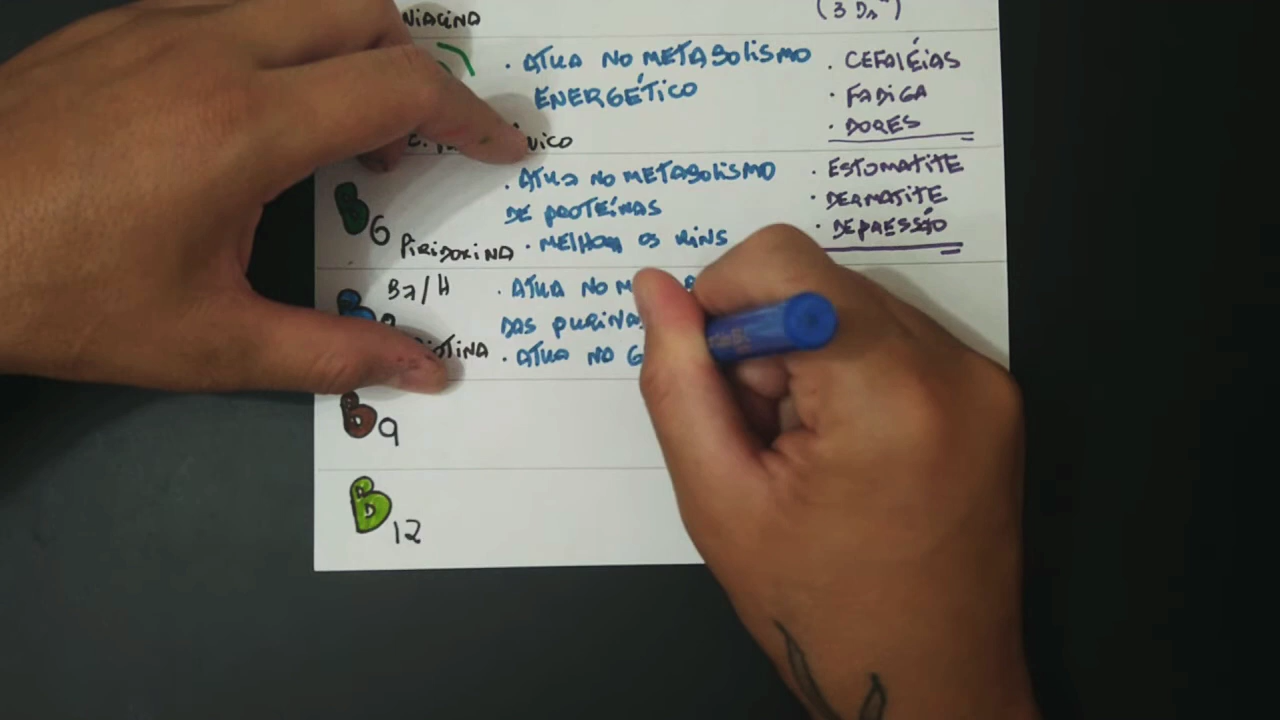 NIACINA
(3 Ds)
· ATUA NO METABOLISMO
ENERGÉTICO
· CEFALÉIAS
· FADIGA
· DORES
B6
PIRIDOXINA
· ATUA NO METABOLISMO
DE PROTEÍNAS
· MELHORA OS RINS
· ESTOMATITE
· DERMATITE
· DEPRESSÃO
B7/H
· ATUA NO
DAS PURINAS
· ATUA NO
B9
B12